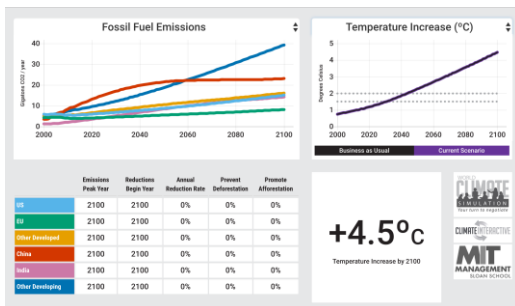 Fossil Fuel Emissions
Gigatons CO2 / year
40
30
20
10
0
2000
2020
2040
2060
2080
2100
Temperature Increase (ºC)
Degrees Celsius
5
4
3
2
1
0
2000
2020
2040
2060
2080
2100
Business as Usual
Current Scenario
Emissions Peak Year
Reductions Begin Year
Annual Reduction Rate
Prevent Deforestation
Promote Afforestation
US 2100 2100 0% 0% 0%
EU 2100 2100 0% 0% 0%
Other Developed 2100 2100 0% 0% 0%
China 2100 2100 0% 0% 0%
India 2100 2100 0% 0% 0%
Other Developing 2100 2100 0% 0% 0%
+4.5ºC
Temperature Increase by 2100
WORLD
CLIMATE
SIMULATION
Your turn to negotiate
CLIMATE INTERACTIVE
MIT
MANAGEMENT
SLOAN SCHOOL